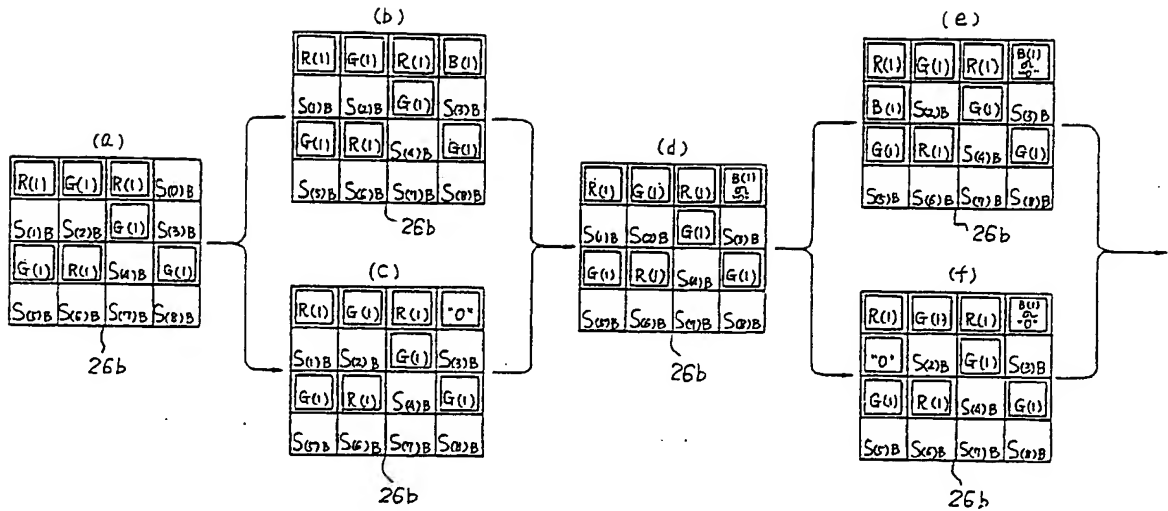 (a)
R(1) G(1) R(1) S(0)B
S(1)B S(2)B G(1) S(3)B
G(1) R(1) S(4)B G(1)
S(5)B S(6)B S(7)B S(8)B
26b
(b)
R(1) G(1) R(1) B(1)
S(1)B S(2)B G(1) S(3)B
G(1) R(1) S(4)B G(1)
S(5)B S(6)B S(7)B S(8)B
26b
(c)
R(1) G(1) R(1) "0"
S(1)B S(2)B G(1) S(3)B
G(1) R(1) S(4)B G(1)
S(5)B S(6)B S(7)B S(8)B
26b
(d)
R(1) G(1) R(1) B(1)
S(1)B S(2)B G(1) S(3)B
G(1) R(1) S(4)B G(1)
S(5)B S(6)B S(7)B S(8)B
26b
(e)
R(1) G(1) R(1) B(1) "0"
B(1) S(2)B G(1) S(3)B
G(1) R(1) S(4)B G(1)
S(5)B S(6)B S(7)B S(8)B
26b
(f)
R(1) G(1) R(1) B(1) "0"
"0" S(2)B G(1) S(3)B
G(1) R(1) S(4)B G(1)
S(5)B S(6)B S(7)B S(8)B
26b